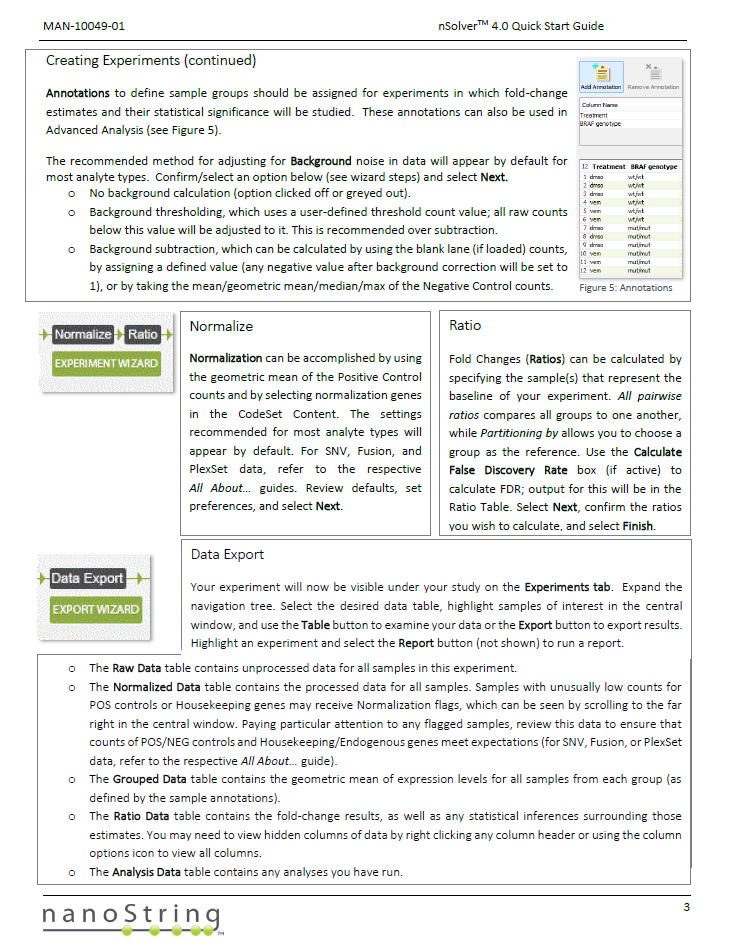 MAN-10049-01 nSolver™ 4.0 Quick Start Guide
Creating Experiments (continued)
Annotations to define sample groups should be assigned for experiments in which fold-change
estimates and their statistical significance will be studied. These annotations can also be used in
Advanced Analysis (see Figure 5).
The recommended method for adjusting for Background noise in data will appear by default for
most analyte types. Confirm/select an option below (see wizard steps) and select Next.
o No background calculation (option clicked off or greyed out).
o Background thresholding, which uses a user-defined threshold count value; all raw counts
below this value will be adjusted to it. This is recommended over subtraction.
o Background subtraction, which can be calculated by using the blank lane (if loaded) counts,
by assigning a defined value (any negative value after background correction will be set to
1), or by taking the mean/geometric mean/median/max of the Negative Control counts.
Add Annotation Remove Annotation
Column Name
Treatment
BRAF genotype
12 Treatment BRAF genotype
1 dmso wt/wt
2 dmso wt/wt
3 dmso wt/wt
4 vem wt/wt
5 vem wt/wt
6 vem wt/wt
7 dmso mut/mut
8 dmso mut/mut
9 dmso mut/mut
10 vem mut/mut
11 vem mut/mut
12 vem mut/mut
Figure 5: Annotations
Normalize Ratio
EXPERIMENT WIZARD
Normalize
Normalization can be accomplished by using
the geometric mean of the Positive Control
counts and by selecting normalization genes
in the CodeSet Content. The settings
recommended for most analyte types will
appear by default. For SNV, Fusion, and
PlexSet data, refer to the respective
All About... guides. Review defaults, set
preferences, and select Next.
Ratio
Fold Changes (Ratios) can be calculated by
specifying the sample(s) that represent the
baseline of your experiment. All pairwise
ratios compares all groups to one another,
while Partitioning by allows you to choose a
group as the reference. Use the Calculate
False Discovery Rate box (if active) to
calculate FDR; output for this will be in the
Ratio Table. Select Next, confirm the ratios
you wish to calculate, and select Finish.
Data Export
EXPORT WIZARD
Data Export
Your experiment will now be visible under your study on the Experiments tab. Expand the
navigation tree. Select the desired data table, highlight samples of interest in the central
window, and use the Table button to examine your data or the Export button to export results.
Highlight an experiment and select the Report button (not shown) to run a report.
o The Raw Data table contains unprocessed data for all samples in this experiment.
o The Normalized Data table contains the processed data for all samples. Samples with unusually low counts for
POS controls or Housekeeping genes may receive Normalization flags, which can be seen by scrolling to the far
right in the central window. Paying particular attention to any flagged samples, review this data to ensure that
counts of POS/NEG controls and Housekeeping/Endogenous genes meet expectations (for SNV, Fusion, or PlexSet
data, refer to the respective All About... guide).
o The Grouped Data table contains the geometric mean of expression levels for all samples from each group (as
defined by the sample annotations).
o The Ratio Data table contains the fold-change results, as well as any statistical inferences surrounding those
estimates. You may need to view hidden columns of data by right clicking any column header or using the column
options icon to view all columns.
o The Analysis Data table contains any analyses you have run.
nanoString™
3